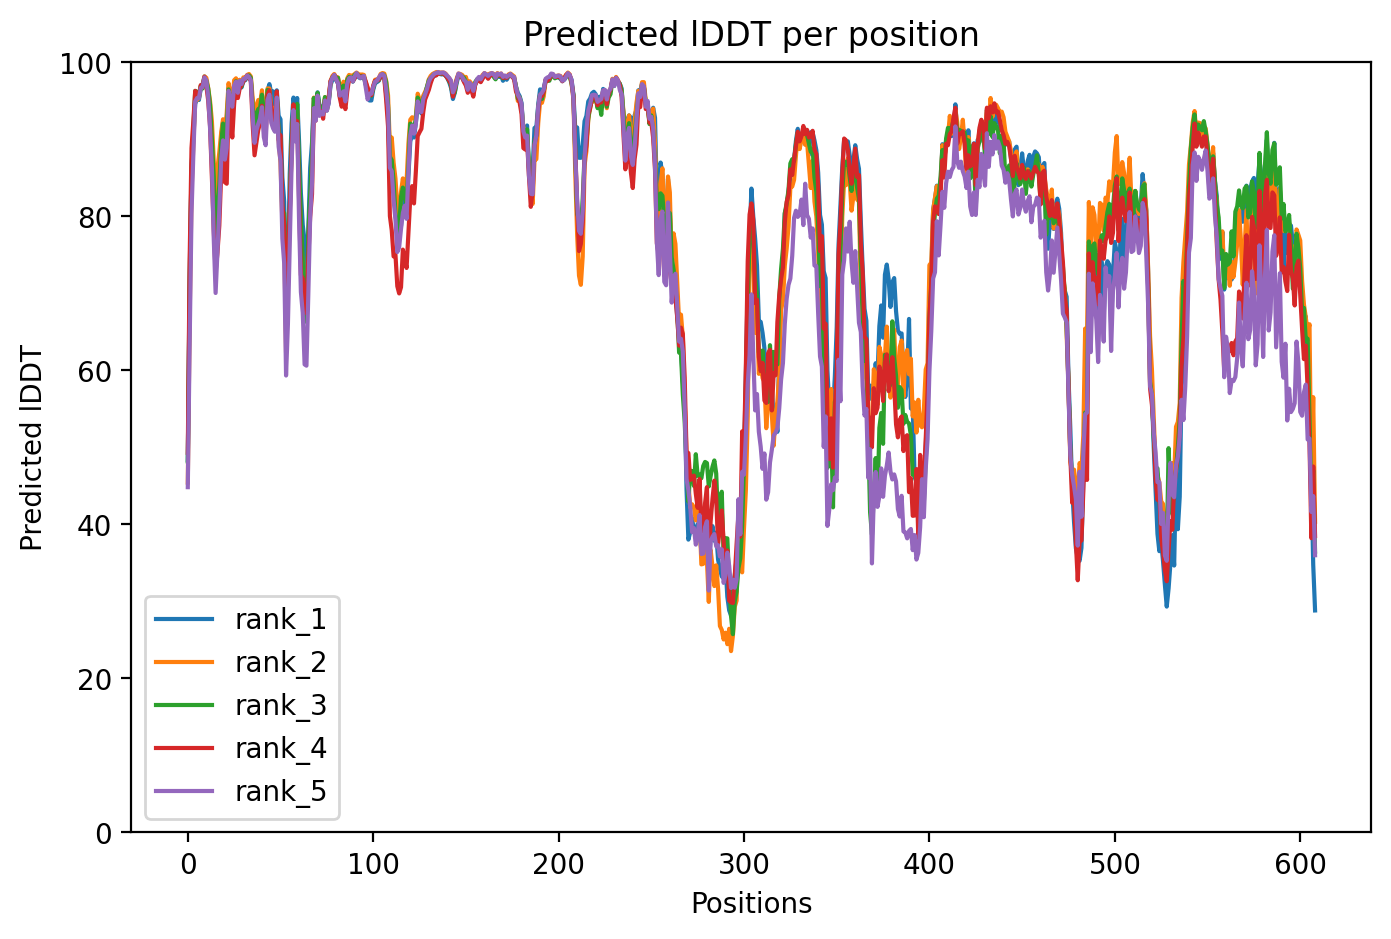 Predicted lDDT per position
100
80
60
40
20
0
Predicted lDDT
rank_1
rank_2
rank_3
rank_4
rank_5
0 100 200 300 400 500 600
Positions